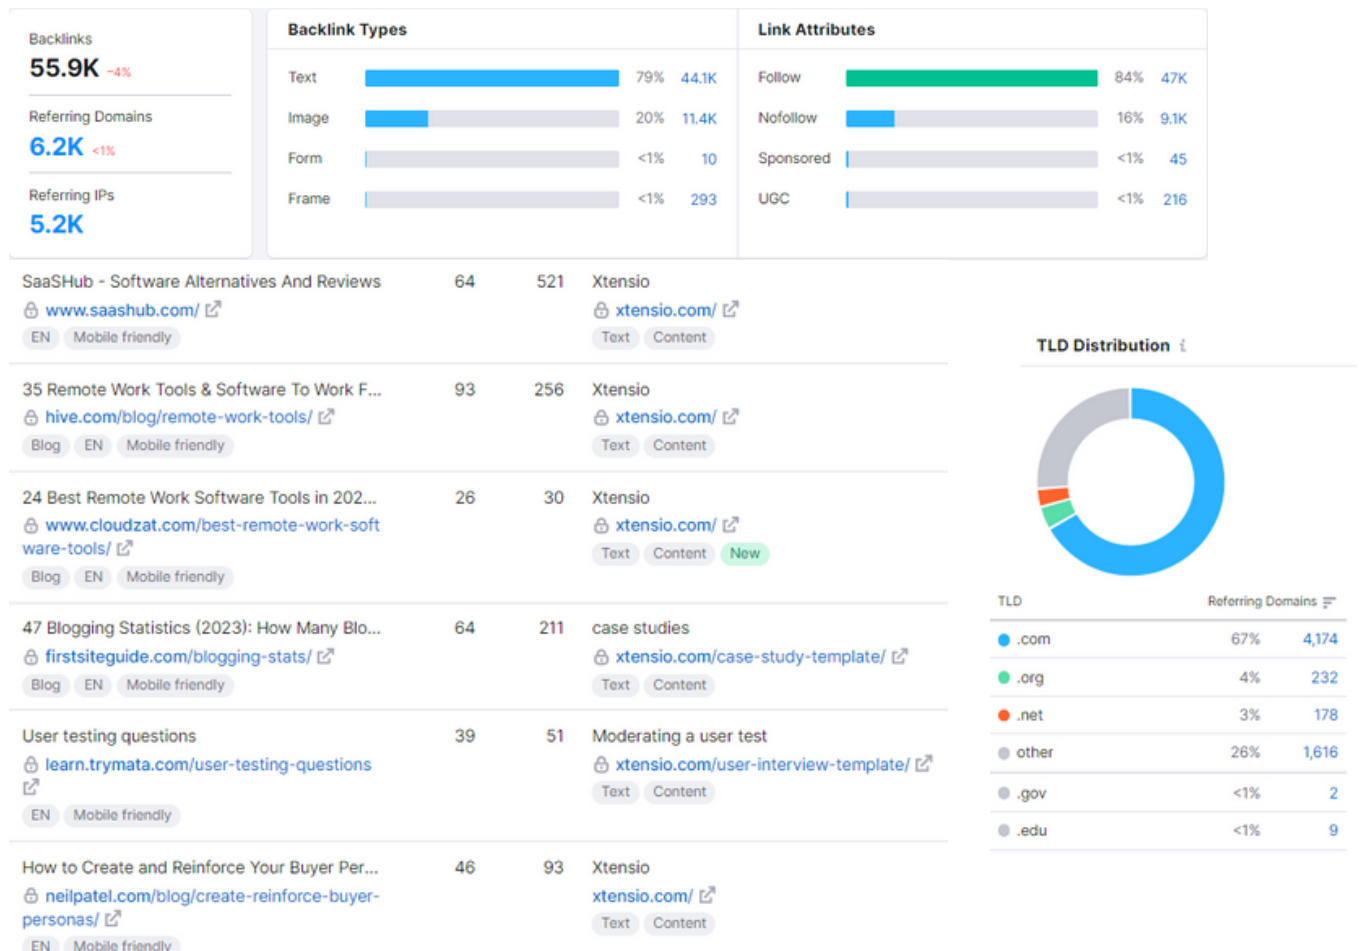 Backlinks
55.9K -4%
Referring Domains
6.2K <1%
Referring IPs
5.2K
Backlink Types
Text 79% 44.1K
Image 20% 11.4K
Form <1% 10
Frame <1% 293
Link Attributes
Follow 84% 47K
Nofollow 16% 9.1K
Sponsored <1% 45
UGC <1% 216
SaaSHub - Software Alternatives And Reviews 64 521 Xtensio
www.saashub.com/ xtensio.com/
EN Mobile friendly Text Content
35 Remote Work Tools & Software To Work F... 93 256 Xtensio
hive.com/blog/remote-work-tools/ xtensio.com/
Blog EN Mobile friendly Text Content
24 Best Remote Work Software Tools in 202... 26 30 Xtensio
www.cloudzat.com/best-remote-work-soft xtensio.com/
ware-tools/ Text Content New
Blog EN Mobile friendly
47 Blogging Statistics (2023): How Many Blo... 64 211 case studies
firstsiteguide.com/blogging-stats/ xtensio.com/case-study-template/
Blog EN Mobile friendly Text Content
User testing questions 39 51 Moderating a user test
learn.trymata.com/user-testing-questions xtensio.com/user-interview-template/
Text Content
EN Mobile friendly
How to Create and Reinforce Your Buyer Per... 46 93 Xtensio
neilpatel.com/blog/create-reinforce-buyer- xtensio.com/
personas/ Text Content
EN Mobile friendly
TLD Distribution i
TLD Referring Domains
.com 67% 4,174
.org 4% 232
.net 3% 178
other 26% 1,616
.gov <1% 2
.edu <1% 9